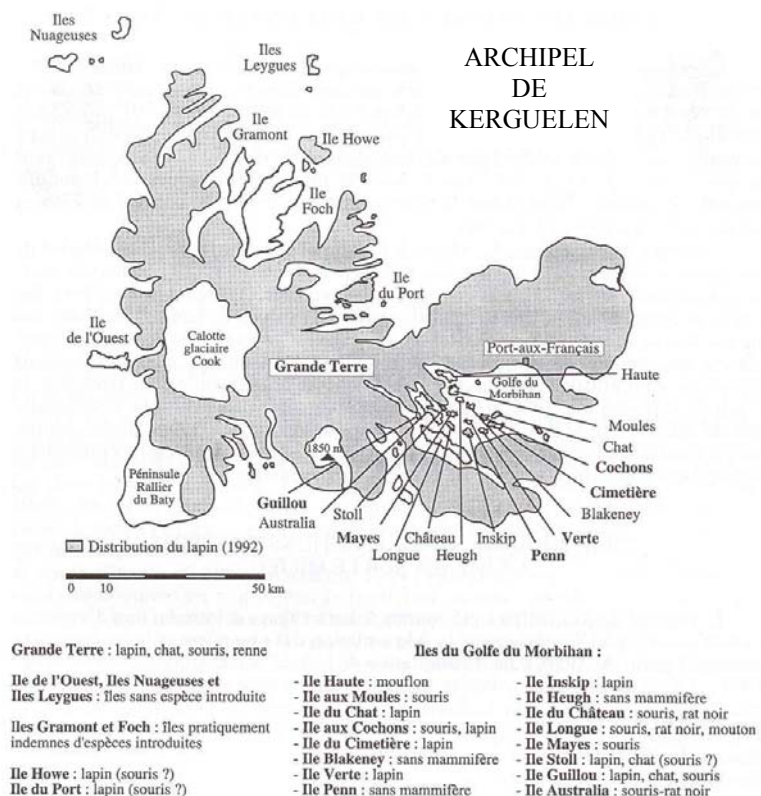 ARCHIPEL
DE
KERGUELEN
Iles
Nuageuses
Iles
Leygues
Ile
Gramont
Ile Howe
Ile
Foch
Ile
du Port
Ile
de l'Ouest
Calotte
glaciaire
Cook
Grande Terre
Port-aux-Français
Golfe du
Morbihan
Haute
Moules
Chat
Cochons
Cimetière
Blakeney
Verte
Penn
Inskip
Heugh
Château
Longue
Mayes
Stoll
Australia
Guillou
1850 m
Péninsule
Rallier
du Baty
Distribution du lapin (1992)
0 10 50 km
Grande Terre : lapin, chat, souris, renne
Ile de l'Ouest, Iles Nuageuses et
Iles Leygues : îles sans espèce introduite
Iles Gramont et Foch : îles pratiquement
indemnes d'espèces introduites
Ile Howe : lapin (souris ?)
Ile du Port : lapin (souris ?)
Iles du Golfe du Morbihan :
- Ile Haute : mouflon
- Ile aux Moules : souris
- Ile du Chat : lapin
- Ile aux Cochons : souris, lapin
- Ile du Cimetière : lapin
- Ile Blakeney : sans mammifère
- Ile Verte : lapin
- Ile Penn : sans mammifère
- Ile Inskip : lapin
- Ile Heugh : sans mammifère
- Ile du Château : souris, rat noir
- Ile Longue : souris, rat noir, mouton
- Ile Mayes : souris
- Ile Stoll : lapin, chat (souris ?)
- Ile Guillou : lapin, chat, souris
- Ile Australia : souris-rat noir